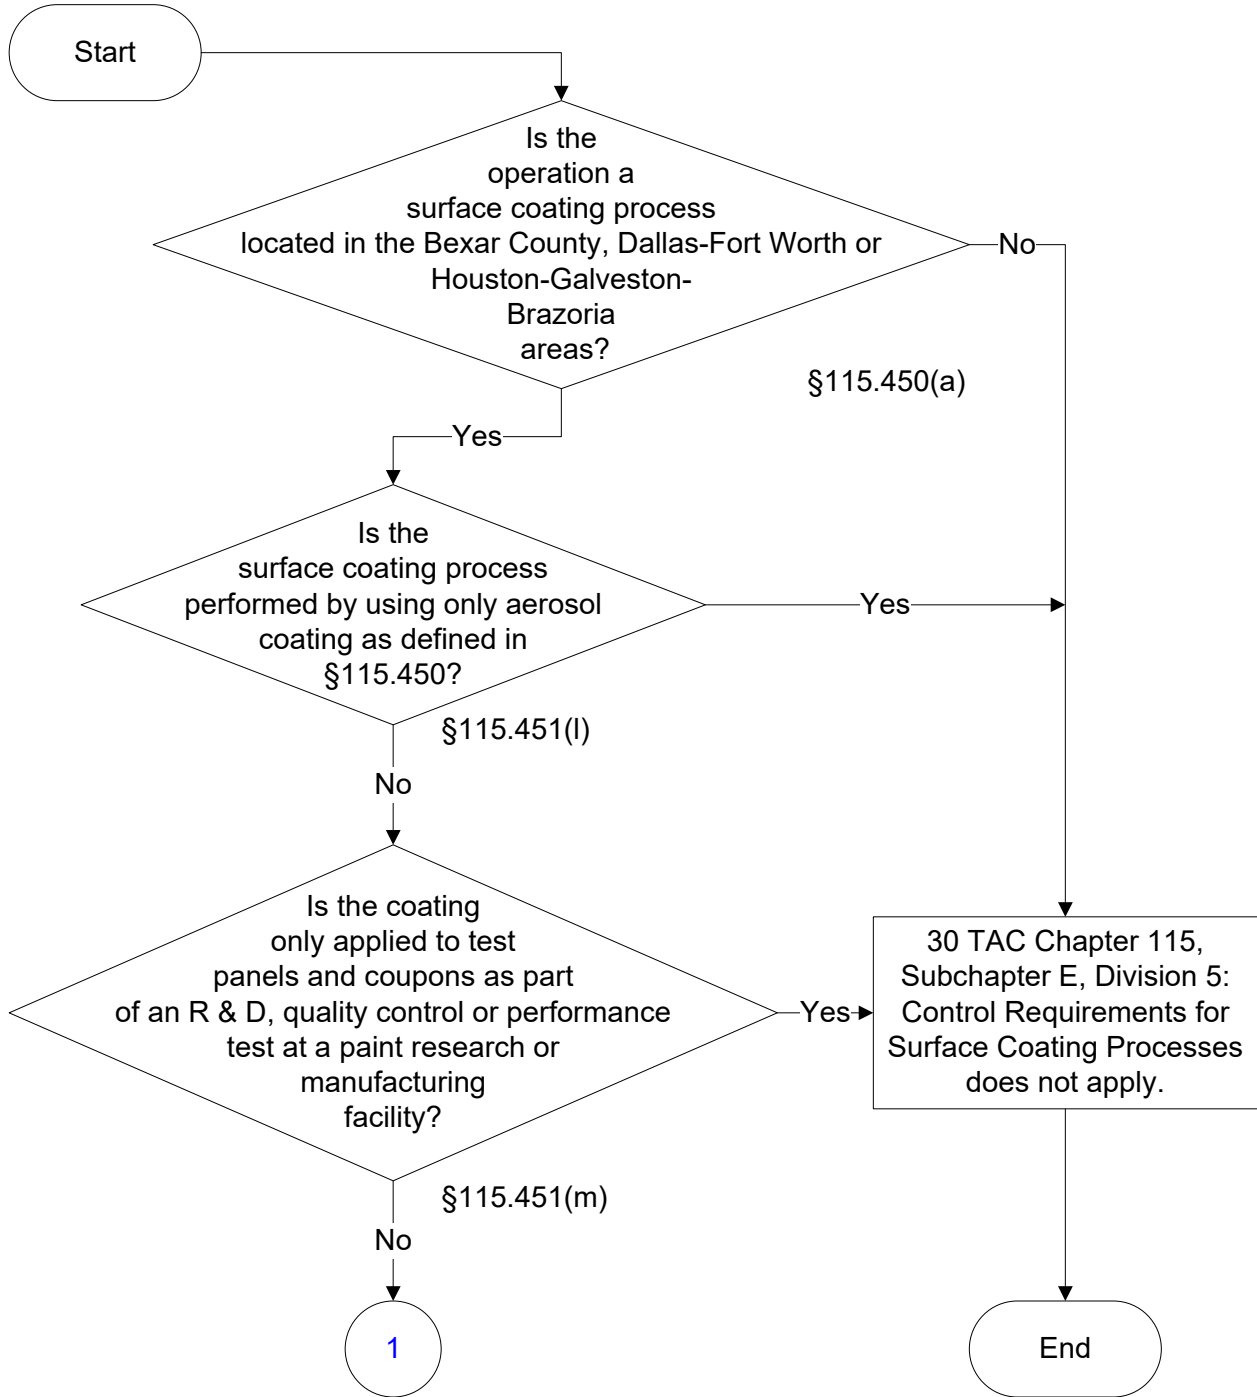 Start
Is the
operation a
surface coating process
located in the Bexar County, Dallas-Fort Worth or
Houston-Galveston-
Brazoria
areas?
No
§115.450(a)
Yes
Is the
surface coating process
performed by using only aerosol
coating as defined in
§115.450?
Yes
§115.451(l)
No
Is the coating
only applied to test
panels and coupons as part
of an R & D, quality control or performance
test at a paint research or
manufacturing
facility?
Yes
30 TAC Chapter 115,
Subchapter E, Division 5:
Control Requirements for
Surface Coating Processes
does not apply.
§115.451(m)
No
1
End